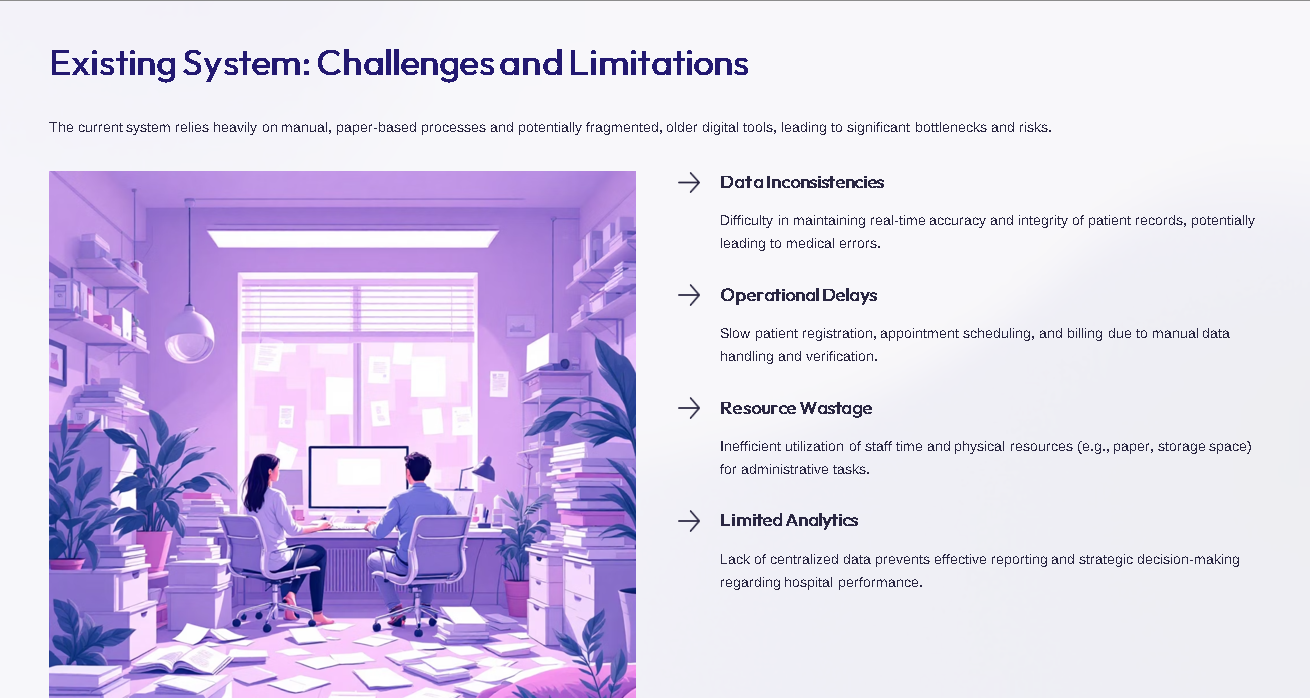 Existing System: Challenges and Limitations
The current system relies heavily on manual, paper-based processes and potentially fragmented, older digital tools, leading to significant bottlenecks and risks.
Data Inconsistencies
Difficulty in maintaining real-time accuracy and integrity of patient records, potentially
leading to medical errors.
Operational Delays
Slow patient registration, appointment scheduling, and billing due to manual data
handling and verification.
Resource Wastage
Inefficient utilization of staff time and physical resources (e.g., paper, storage space)
for administrative tasks.
Limited Analytics
Lack of centralized data prevents effective reporting and strategic decision-making
regarding hospital performance.